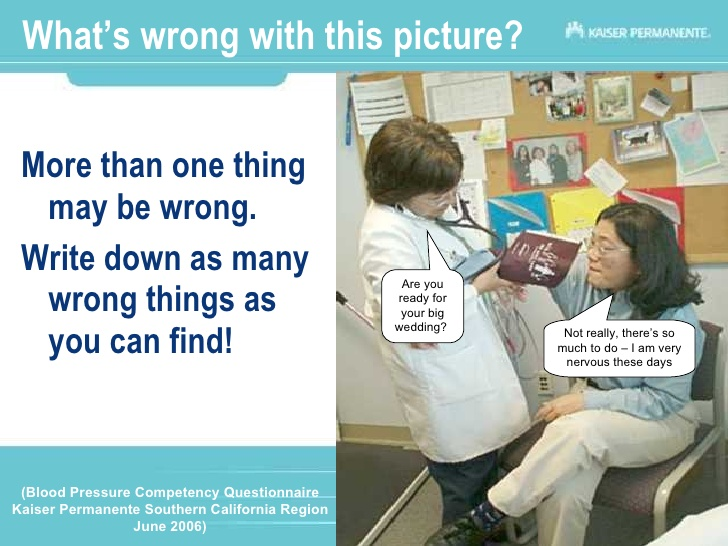 What's wrong with this picture?
KAISER PERMANENTE®
More than one thing
may be wrong.
Write down as many
wrong things as
you can find!
Are you
ready for
your big
wedding?
Not really, there's so
much to do – I am very
nervous these days
(Blood Pressure Competency Questionnaire
Kaiser Permanente Southern California Region
June 2006)